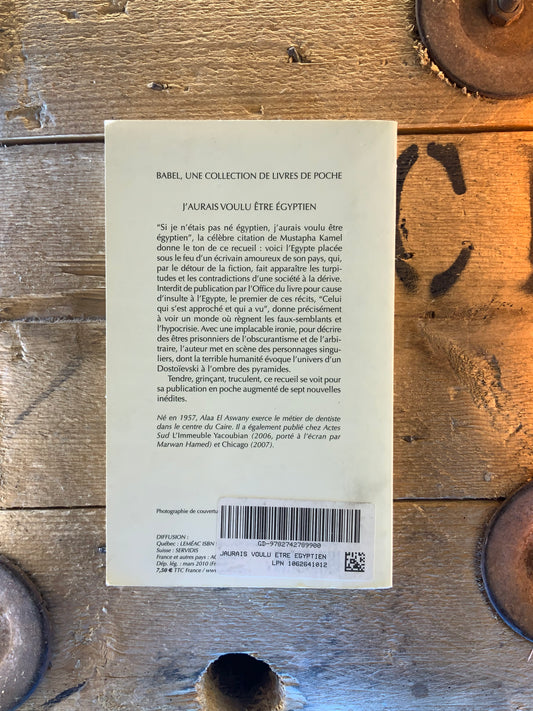 BABEL, UNE COLLECTION DE LIVRES DE POCHE
J'AURAIS VOULU ÊTRE ÉGYPTIEN
"Si je n'étais pas né égyptien, j'aurais voulu être
égyptien", la célèbre citation de Mustapha Kamel
donne le ton de ce recueil : voici l'Egypte placée
sous le feu d'un écrivain amoureux de son pays, qui,
par le détour de la fiction, fait apparaître les turpi-
tudes et les contradictions d'une société à la dérive.
Interdit de publication par l'Office du livre pour cause
d'insulte à l'Egypte, le premier de ces récits, "Celui
qui s'est approché et qui a vu", donne précisément
à voir un monde où règnent les faux-semblants et
l'hypocrisie. Avec une implacable ironie, pour décrire
des êtres prisonniers de l'obscurantisme et de l'arbi-
traire, l'auteur met en scène des personnages singu-
liers, dont la terrible humanité évoque l'univers d'un
Dostoïevski à l'ombre des pyramides.
Tendre, grinçant, truculent, ce recueil se voit pour
sa publication en poche augmenté de sept nouvelles
inédites.
Né en 1957, Alaa El Aswany exerce le métier de dentiste
dans le centre du Caire. Il a également publié chez Actes
Sud L'Immeuble Yacoubian (2006, porté à l'écran par
Marwan Hamed) et Chicago (2007).
Photographie de couvertu
DIFFUSION :
Québec : LEMÉAC ISBN
Suisse : SERVIDIS
France et autres pays :
Dép. lég. : mars 2010
7,50 € TTC France / www
GD-9782742789900
JAURAIS VOULU ETRE EGYPTIEN
LPN 1062641012